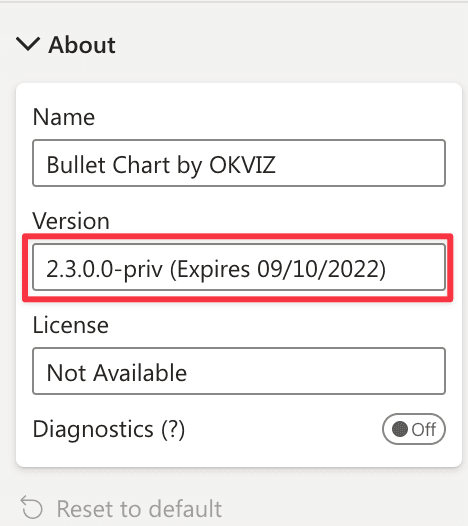 About
Name
Bullet Chart by OKVIZ
Version
2.3.0.0-priv (Expires 09/10/2022)
License
Not Available
Diagnostics (?)
Off
Reset to default